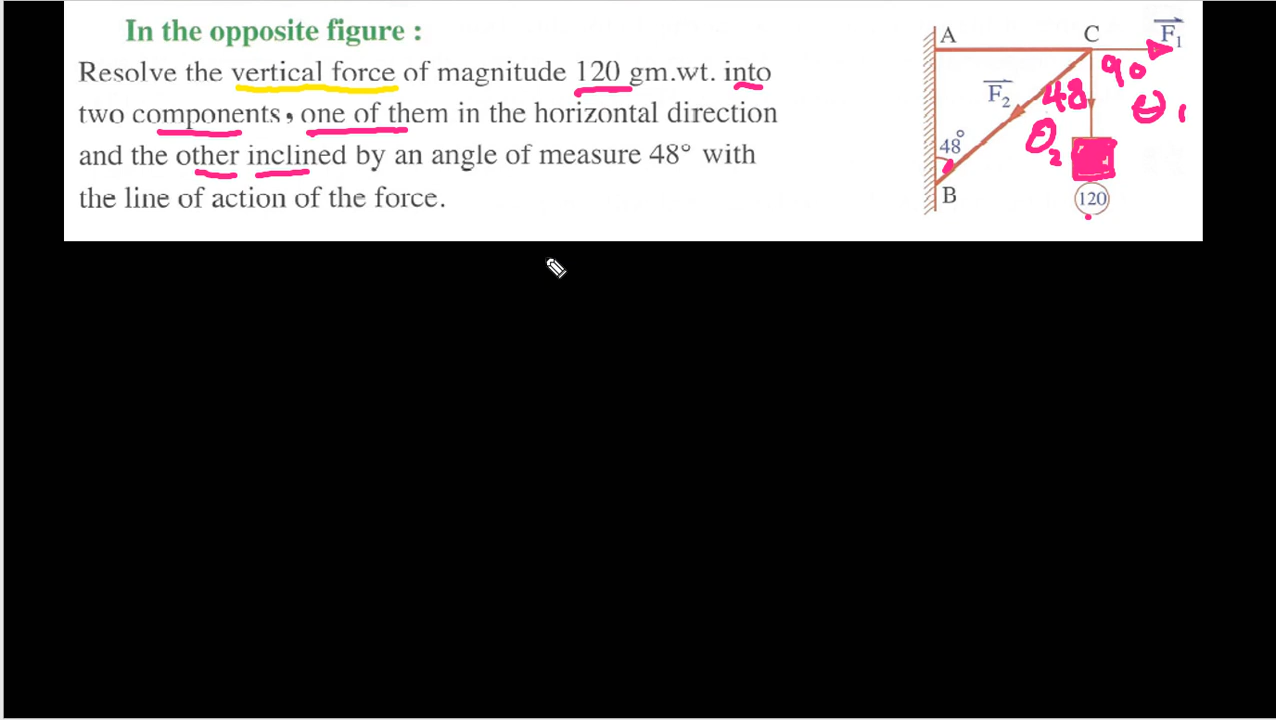 In the opposite figure :
Resolve the vertical force of magnitude 120 gm.wt. into
two components , one of them in the horizontal direction
and the other inclined by an angle of measure 48° with
the line of action of the force.
A
C
F₁
90
θ₁
F₂
48
θ₂
48°
B
120